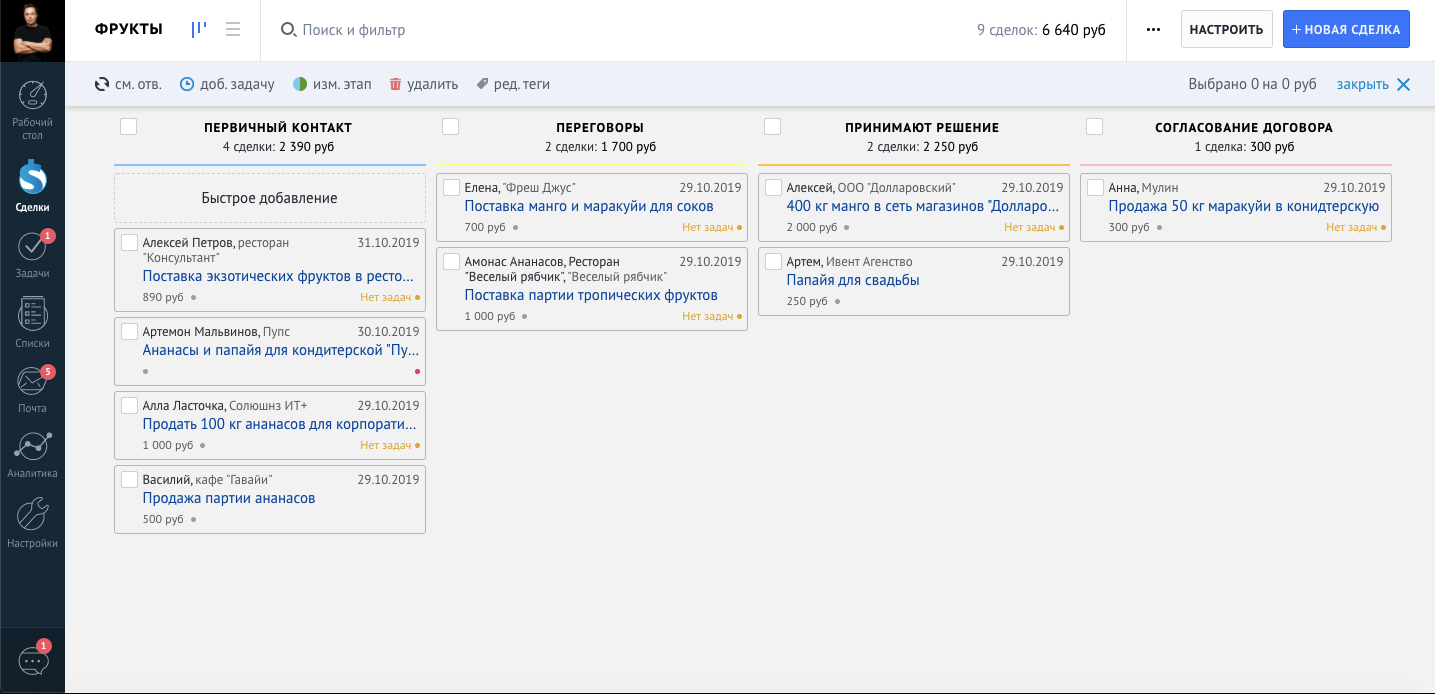 ФРУКТЫ
Поиск и фильтр
9 сделок: 6 640 руб
НАСТРОИТЬ
НОВАЯ СДЕЛКА
см. отв.
доб. задачу
изм. этап
удалить
ред. теги
Выбрано 0 на 0 руб
закрыть
Рабочий
стол
Сделки
1
Задачи
Списки
5
Почта
Аналитика
Настройки
1
ПЕРВИЧНЫЙ КОНТАКТ
4 сделки: 2 390 руб
Быстрое добавление
Алексей Петров, ресторан 31.10.2019
"Консультант"
Поставка экзотических фруктов в ресто...
890 руб Нет задач
Артемон Мальвинов, Пупс 30.10.2019
Ананасы и папайя для кондитерской "Пу...
Алла Ласточка, Солюшнз ИТ+ 29.10.2019
Продать 100 кг ананасов для корпорати...
1 000 руб Нет задач
Василий, кафе "Гавайи" 29.10.2019
Продажа партии ананасов
500 руб
ПЕРЕГОВОРЫ
2 сделки: 1 700 руб
Елена, "Фреш Джус" 29.10.2019
Поставка манго и маракуйи для соков
700 руб Нет задач
Амонас Ананасов, Ресторан 29.10.2019
"Веселый рябчик", "Веселый рябчик"
Поставка партии тропических фруктов
1 000 руб Нет задач
ПРИНИМАЮТ РЕШЕНИЕ
2 сделки: 2 250 руб
Алексей, ООО "Долларовский" 29.10.2019
400 кг манго в сеть магазинов "Долларо...
2 000 руб Нет задач
Артем, Ивент Агенство 29.10.2019
Папайя для свадьбы
250 руб
СОГЛАСОВАНИЕ ДОГОВОРА
1 сделка: 300 руб
Анна, Мулин 29.10.2019
Продажа 50 кг маракуйи в конидтерскую
300 руб Нет задач